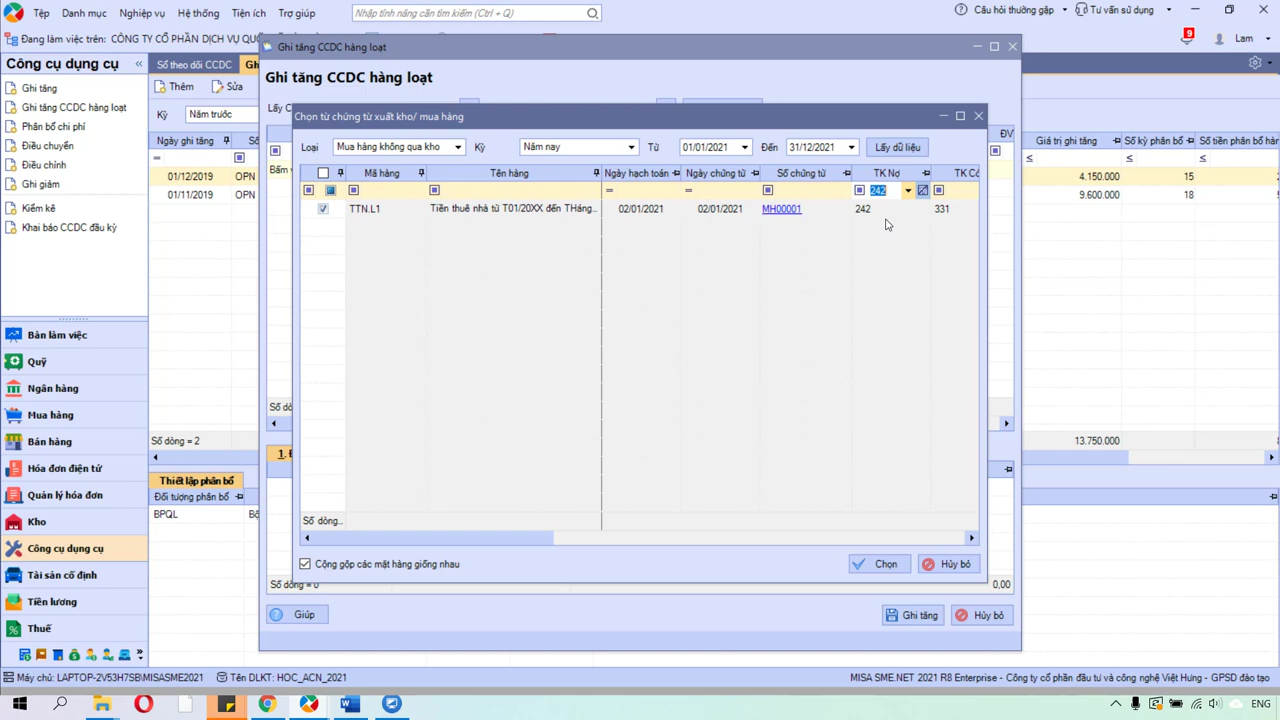 Tệp Danh mục Nghiệp vụ Hệ thống Tiện ích Trợ giúp Nhập tính năng cần tìm kiếm (Ctrl + Q) Câu hỏi thường gặp Tư vấn sử dụng
Đang làm việc trên: CÔNG TY CỔ PHẦN DỊCH VỤ QUỐ 9 Lam
Ghi tăng CCDC hàng loạt
Công cụ dụng cụ « Sổ theo dõi CCDC
Ghi tăng CCDC hàng loạt
Ghi tăng Thêm Sửa
Ghi tăng CCDC hàng loạt
Chọn từ chứng từ xuất kho/ mua hàng
Kỳ Năm trước
Phân bổ chi phí
Điều chuyển
Điều chỉnh
Ghi giảm
Kiểm kê
Khai báo CCDC đầu kỳ
Ngày ghi tăng
=
01/12/2019 OPN
01/11/2019 OPN
Loại Mua hàng không qua kho Kỳ Năm nay Từ 01/01/2021 Đến 31/12/2021 Lấy dữ liệu
Mã hàng Tên hàng Ngày hạch toán Ngày chứng từ Số chứng từ TK Nợ TK Có
= = 242
TTN.L1 Tiền thuê nhà từ T01/20XX đến THáng... 02/01/2021 02/01/2021 MH00001 242 331
Giá trị ghi tăng Số kỳ phân bổ Số tiền phân bổ
≤ ≤ ≤
4.150.000 15
9.600.000 18
Số dòng...
Cộng gộp các mặt hàng giống nhau Chọn Hủy bỏ
Số dòng = 0 0,00
Giúp Ghi tăng Hủy bỏ
Số dòng = 2 13.750.000
Thiết lập phân bổ
Đối tượng phân bổ
BPQL
Bàn làm việc
Quỹ
Ngân hàng
Mua hàng
Bán hàng
Hóa đơn điện tử
Quản lý hóa đơn
Kho
Công cụ dụng cụ
Tài sản cố định
Tiền lương
Thuế
Máy chủ: LAPTOP-2V53H7SB\MISASME2021 Tên DLKT: HOC_ACN_2021 MISA SME.NET 2021 R8 Enterprise - Công ty cổ phần đầu tư và công nghệ Việt Hưng - GPSD đào tạo
ENG